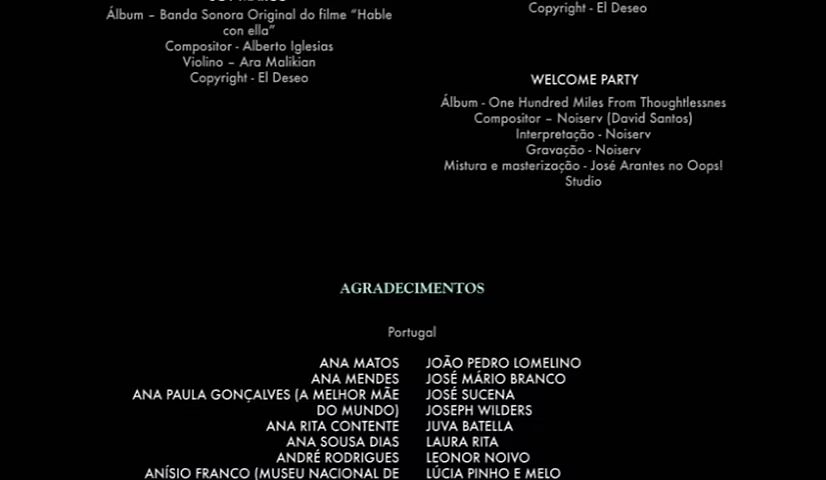 Álbum – Banda Sonora Original do filme "Hable
con ella"
Compositor - Alberto Iglesias
Violino – Ara Malikian
Copyright - El Deseo
Copyright - El Deseo
WELCOME PARTY
Álbum - One Hundred Miles From Thoughtlessnes
Compositor – Noiserv (David Santos)
Interpretação - Noiserv
Gravação - Noiserv
Mistura e masterização - José Arantes no Oops!
Studio
AGRADECIMENTOS
Portugal
ANA MATOS
ANA MENDES
ANA PAULA GONÇALVES (A MELHOR MÃE
DO MUNDO)
ANA RITA CONTENTE
ANA SOUSA DIAS
ANDRÉ RODRIGUES
ANÍSIO FRANCO (MUSEU NACIONAL DE
JOÃO PEDRO LOMELINO
JOSÉ MÁRIO BRANCO
JOSÉ SUCENA
JOSEPH WILDERS
JUVA BATELLA
LAURA RITA
LEONOR NOIVO
LÚCIA PINHO E MELO